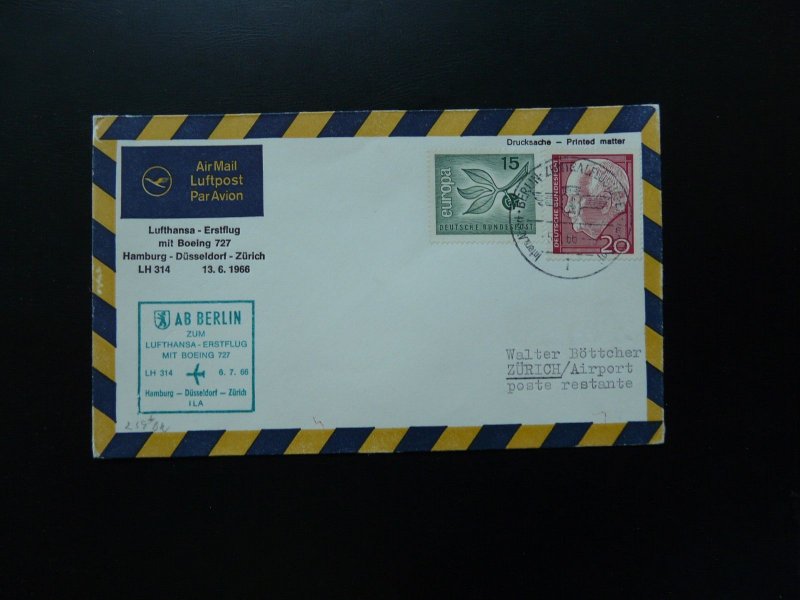 Drucksache – Printed matter
Air Mail
Luftpost
Par Avion
Lufthansa - Erstflug
mit Boeing 727
Hamburg - Düsseldorf - Zürich
LH 314 13. 6. 1966
15
europa
DEUTSCHE BUNDESPOST
DEUTSCHE BUNDESPOST
20
BERLIN
AB BERLIN
ZUM
LUFTHANSA - ERSTFLUG
MIT BOEING 727
LH 314 6. 7. 66
Hamburg – Düsseldorf – Zürich
ILA
Walter Böttcher
ZÜRICH/Airport
poste restante